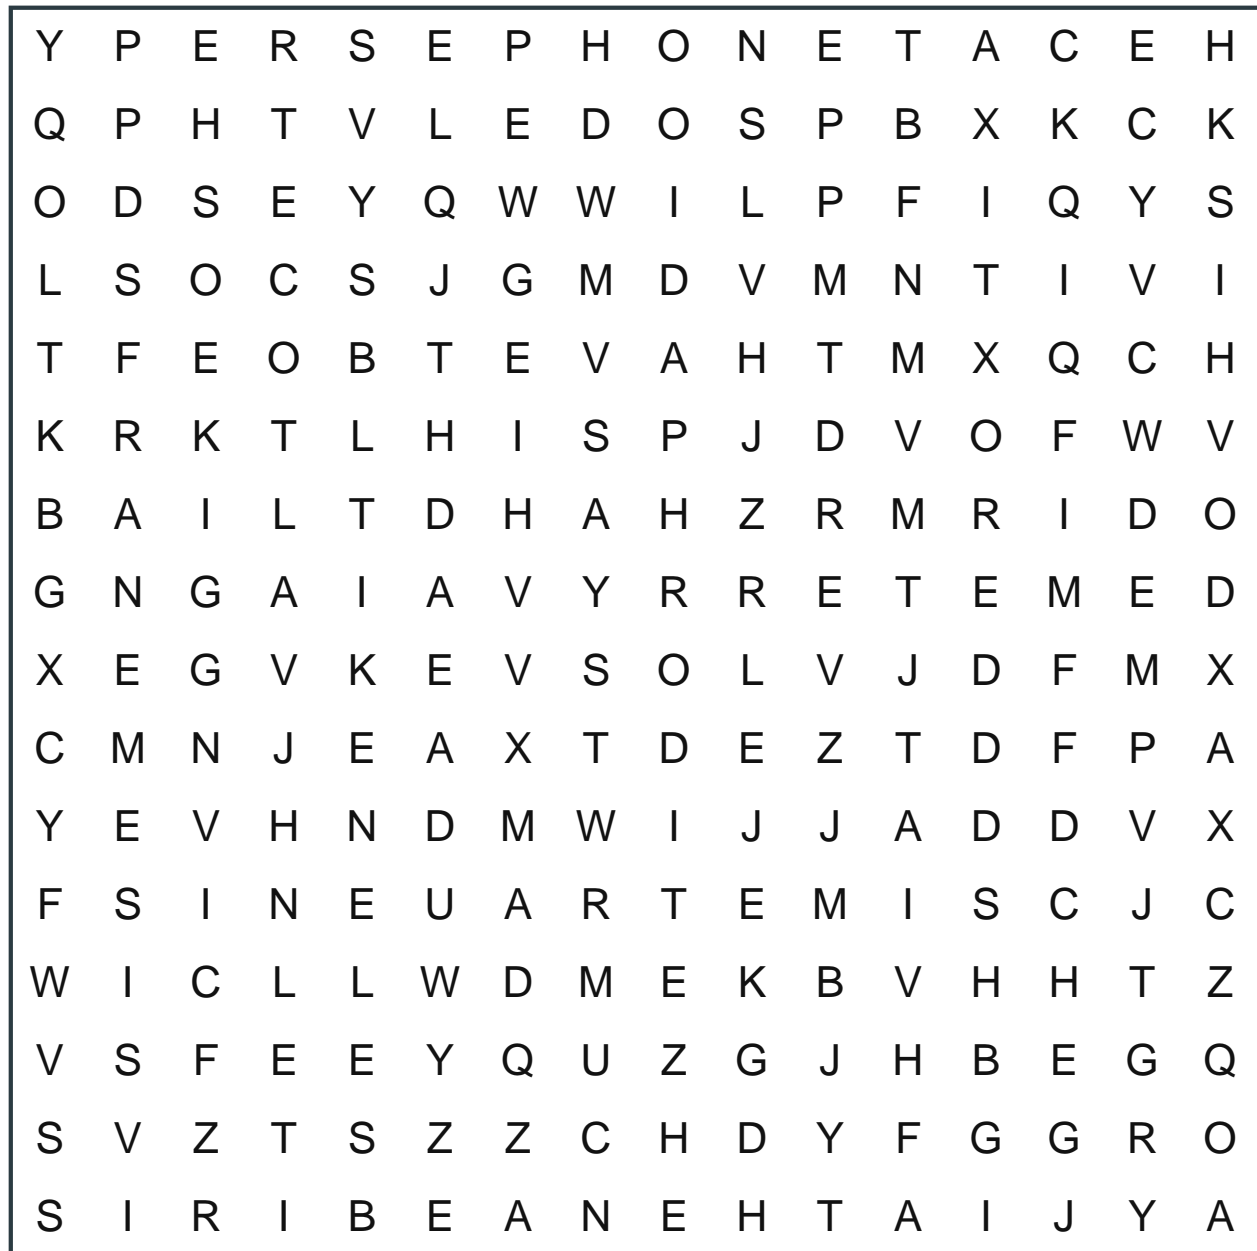 Y P E R S E P H O N E T A C E H
Q P H T V L E D O S P B X K C K
O D S E Y Q W W I L P F I Q Y S
L S O C S J G M D V M N T I V I
T F E O B T E V A H T M X Q C H
K R K T L H I S P J D V O F W V
B A I L T D H A H Z R M R I D O
G N G A I A V Y R R E T E M E D
X E G V K E V S O L V J D F M X
C M N J E A X T D E Z T D F P A
Y E V H N D M W I J J A D D V X
F S I N E U A R T E M I S C J C
W I C L L W D M E K B V H H T Z
V S F E E Y Q U Z G J H B E G Q
S V Z T S Z Z C H D Y F G G R O
S I R I B E A N E H T A I J Y A